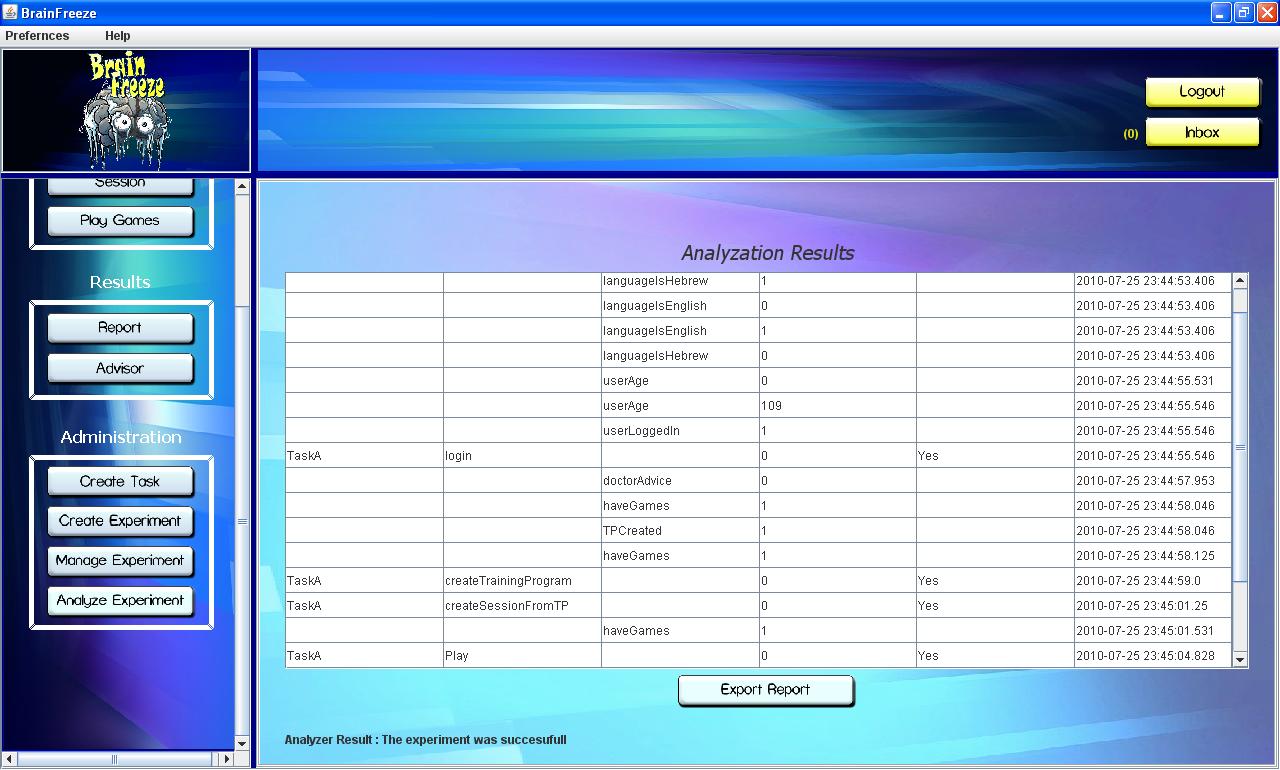 BrainFreeze
Prefernces Help
Brain
Freeze
Logout
(0) Inbox
Session
Play Games
Results
Report
Advisor
Administration
Create Task
Create Experiment
Manage Experiment
Analyze Experiment
Analyzation Results
languageIsHebrew 1 2010-07-25 23:44:53.406
languageIsEnglish 0 2010-07-25 23:44:53.406
languageIsEnglish 1 2010-07-25 23:44:53.406
languageIsHebrew 0 2010-07-25 23:44:53.406
userAge 0 2010-07-25 23:44:55.531
userAge 109 2010-07-25 23:44:55.546
userLoggedIn 1 2010-07-25 23:44:55.546
TaskA login 0 Yes 2010-07-25 23:44:55.546
doctorAdvice 0 2010-07-25 23:44:57.953
haveGames 1 2010-07-25 23:44:58.046
TPCreated 1 2010-07-25 23:44:58.046
haveGames 1 2010-07-25 23:44:58.125
TaskA createTrainingProgram 0 Yes 2010-07-25 23:44:59.0
TaskA createSessionFromTP 0 Yes 2010-07-25 23:45:01.25
haveGames 1 2010-07-25 23:45:01.531
TaskA Play 0 Yes 2010-07-25 23:45:04.828
Export Report
Analyzer Result : The experiment was succesufull